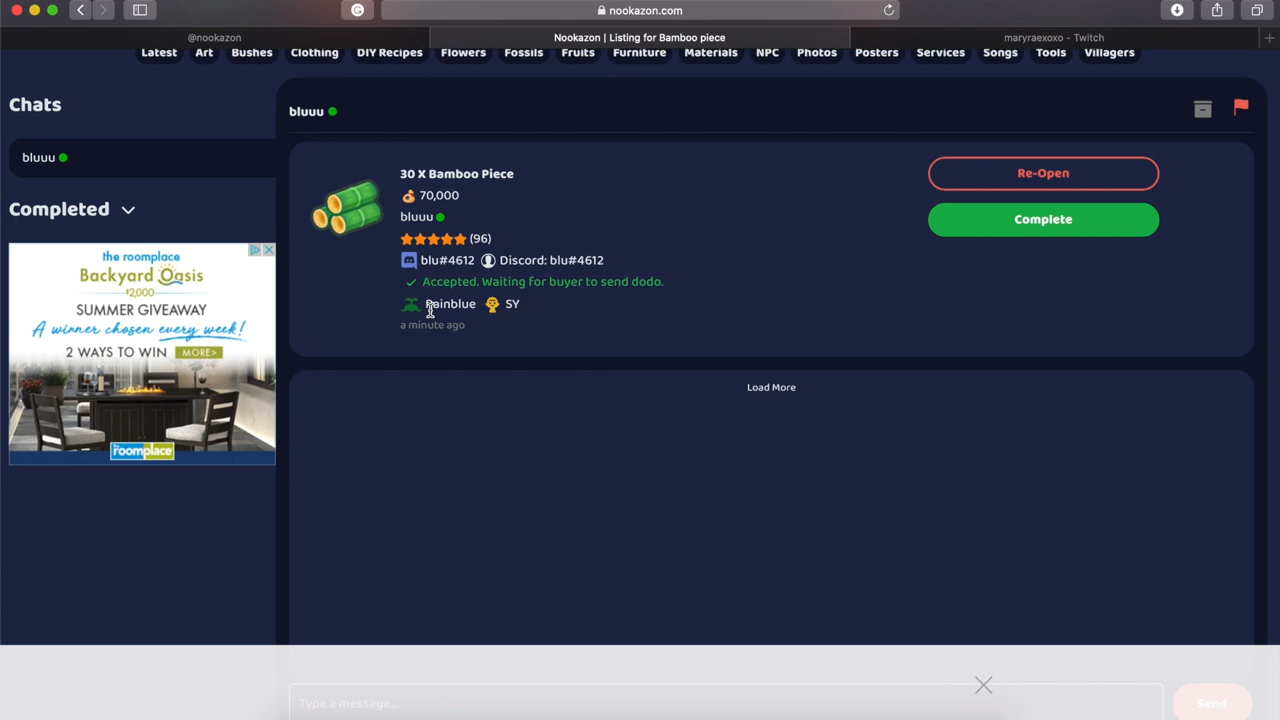 nookazon.com
@nookazon
Nookazon | Listing for Bamboo piece
maryraexoxo - Twitch
Latest Art Bushes Clothing DIY Recipes Flowers Fossils Fruits Furniture Materials NPC Photos Posters Services Songs Tools Villagers
Chats
bluuu
bluuu
Completed
the roomplace
Backyard Oasis
$2,000
SUMMER GIVEAWAY
A winner chosen every week!
2 WAYS TO WIN MORE>
the roomplace
30 X Bamboo Piece
70,000
bluuu
(96)
blu#4612 Discord: blu#4612
Accepted. Waiting for buyer to send dodo.
SY
a minute ago
Re-Open
Complete
Load More
Type a message...
Send